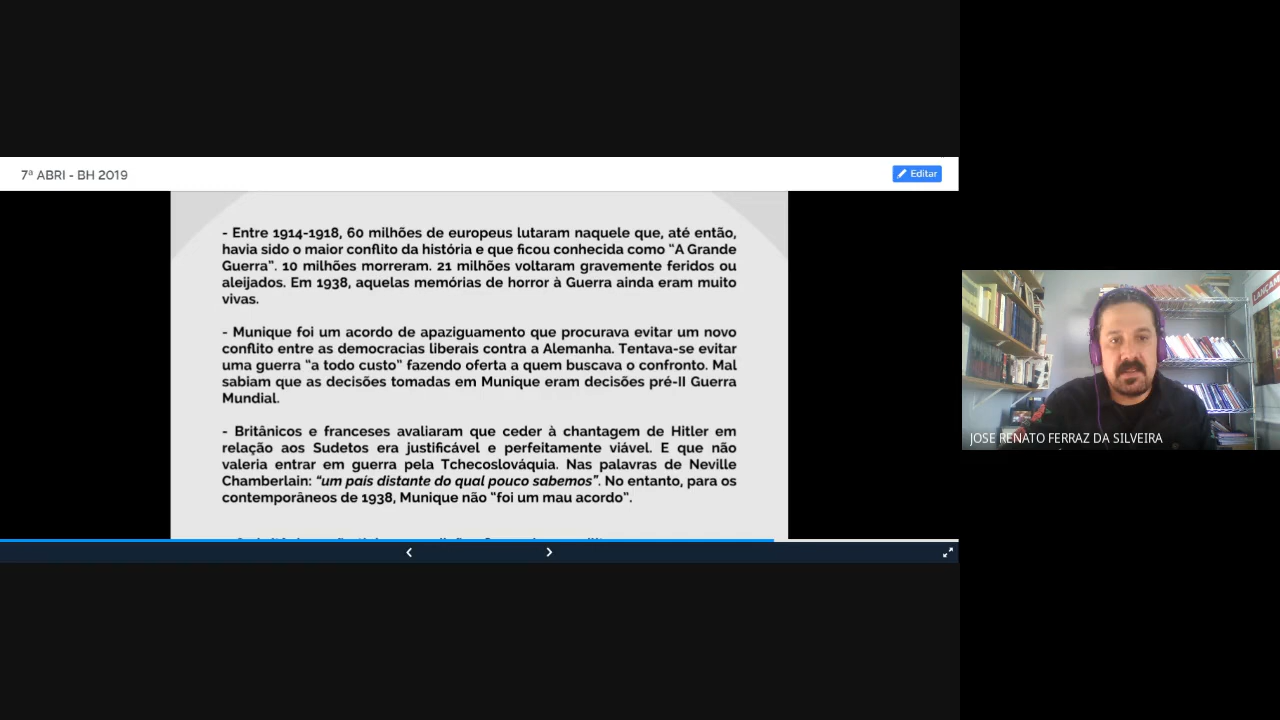 7ª ABRI - BH 2019
Editar
- Entre 1914-1918, 60 milhões de europeus lutaram naquele que, até então,
havia sido o maior conflito da história e que ficou conhecida como “A Grande
Guerra”. 10 milhões morreram. 21 milhões voltaram gravemente feridos ou
aleijados. Em 1938, aquelas memórias de horror à Guerra ainda eram muito
vivas.
- Munique foi um acordo de apaziguamento que procurava evitar um novo
conflito entre as democracias liberais contra a Alemanha. Tentava-se evitar
uma guerra “a todo custo” fazendo oferta a quem buscava o confronto. Mal
sabiam que as decisões tomadas em Munique eram decisões pré-II Guerra
Mundial.
- Britânicos e franceses avaliaram que ceder à chantagem de Hitler em
relação aos Sudetos era justificável e perfeitamente viável. E que não
valeria entrar em guerra pela Tchecoslováquia. Nas palavras de Neville
Chamberlain: “um país distante do qual pouco sabemos”. No entanto, para os
contemporâneos de 1938, Munique não “foi um mau acordo”.
LANÇAM
JOSE RENATO FERRAZ DA SILVEIRA